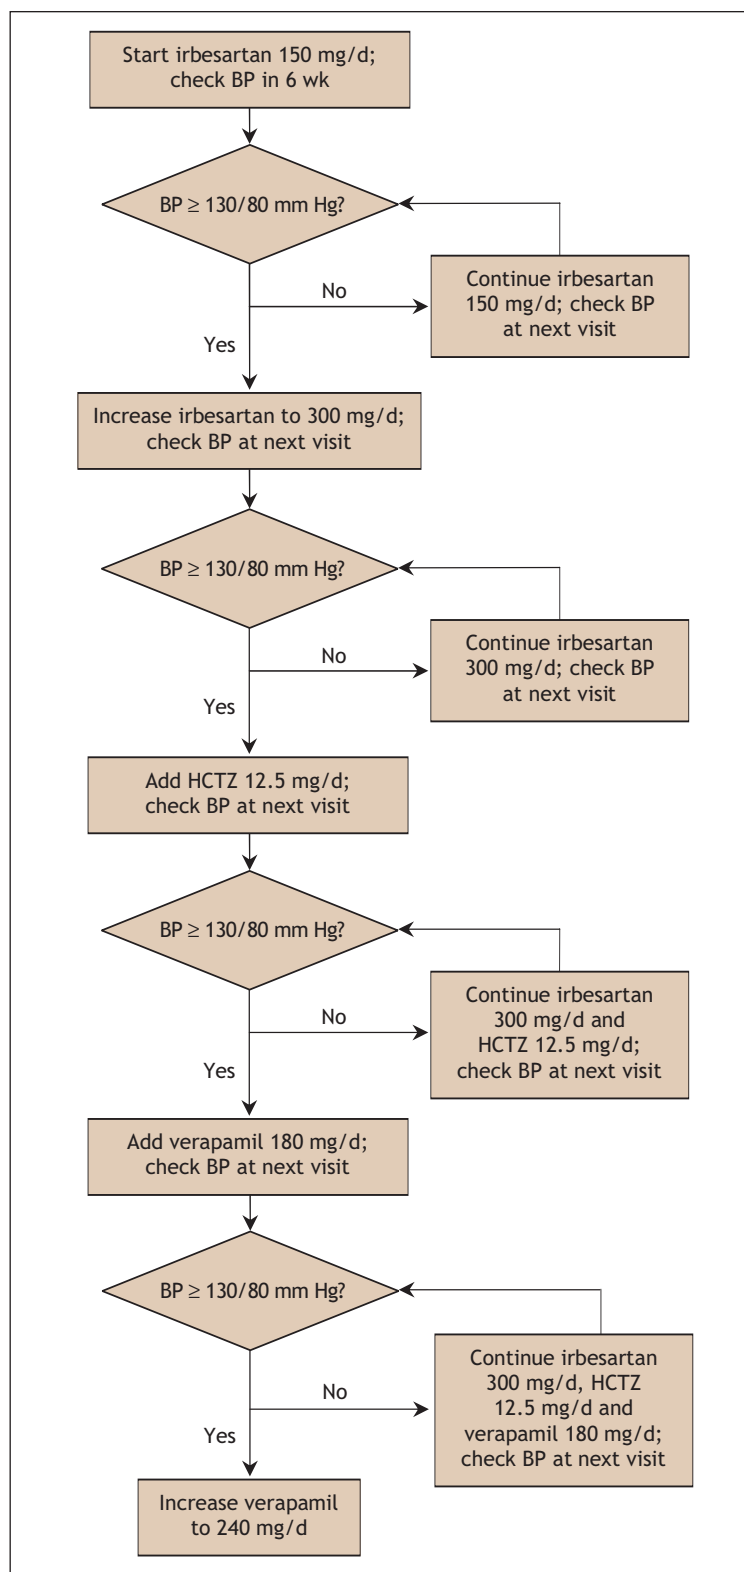 Start irbesartan 150 mg/d;
check BP in 6 wk
BP ≥ 130/80 mm Hg?
No
Continue irbesartan
150 mg/d; check BP
at next visit
Yes
Increase irbesartan to 300 mg/d;
check BP at next visit
BP ≥ 130/80 mm Hg?
No
Continue irbesartan
300 mg/d; check BP
at next visit
Yes
Add HCTZ 12.5 mg/d;
check BP at next visit
BP ≥ 130/80 mm Hg?
No
Continue irbesartan
300 mg/d and
HCTZ 12.5 mg/d;
check BP at next visit
Yes
Add verapamil 180 mg/d;
check BP at next visit
BP ≥ 130/80 mm Hg?
No
Continue irbesartan
300 mg/d, HCTZ
12.5 mg/d and
verapamil 180 mg/d;
check BP at next visit
Yes
Increase verapamil
to 240 mg/d